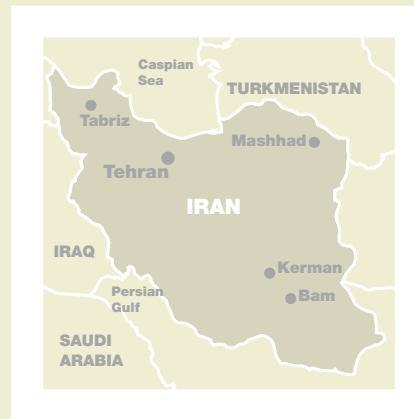 Caspian
Sea
TURKMENISTAN
Tabriz
Mashhad
Tehran
IRAN
IRAQ
Kerman
Persian
Gulf
Bam
SAUDI
ARABIA